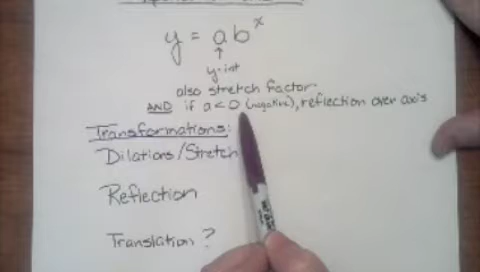 y = ab^x
↑
y-int
also stretch factor
AND if a < 0 (negative), reflection over axis
Transformations:
Dilations/Stretch
Reflection
Translation?